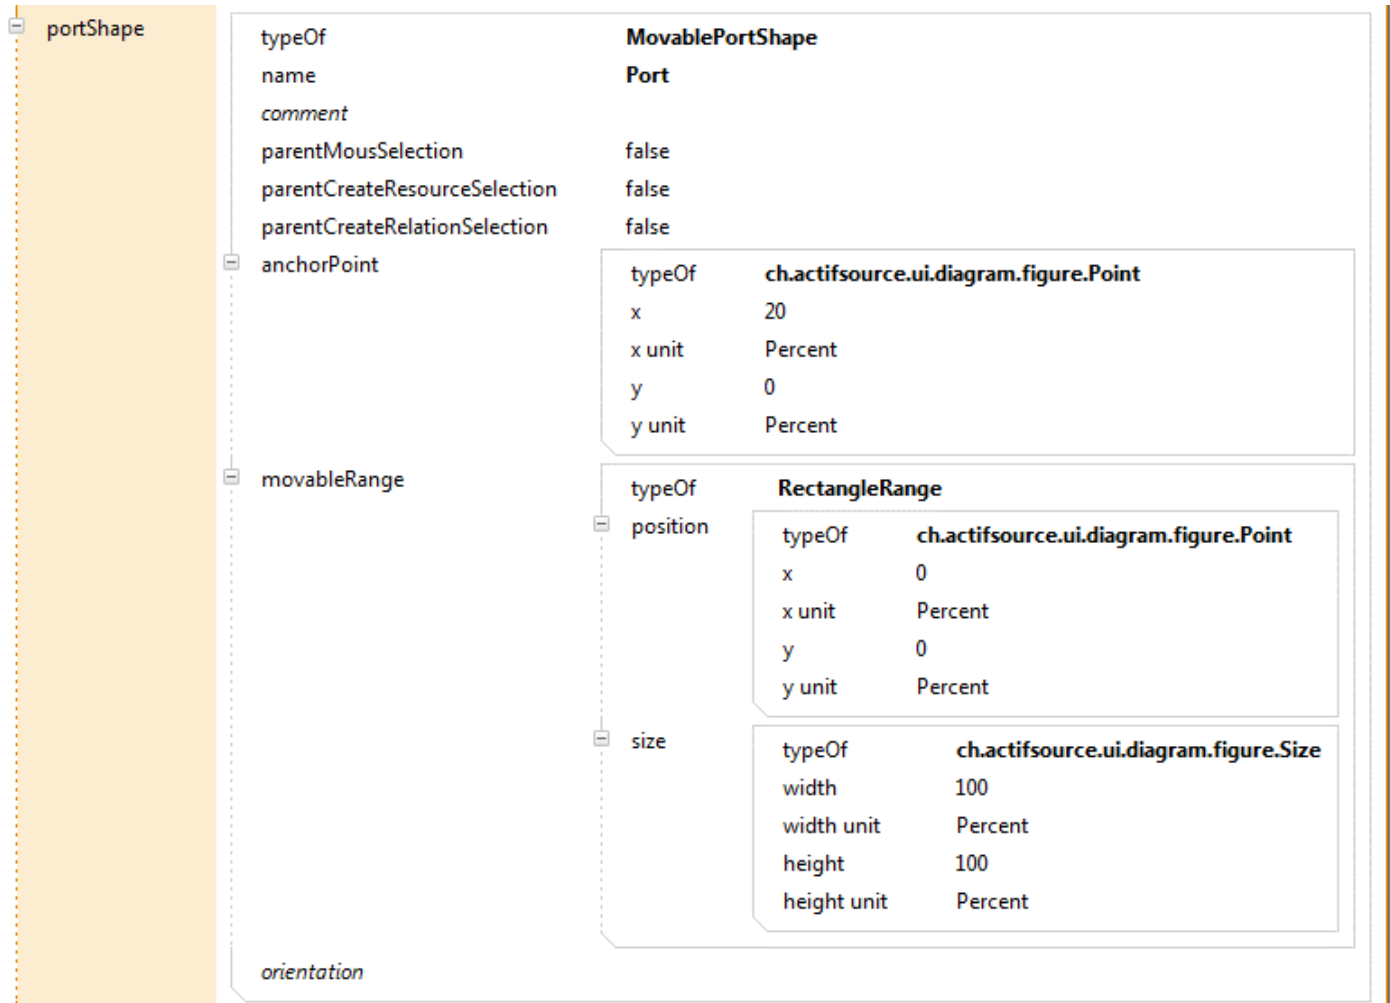 portShape
typeOf MovablePortShape
name Port
comment
parentMousSelection false
parentCreateResourceSelection false
parentCreateRelationSelection false
anchorPoint
typeOf ch.actifsource.ui.diagram.figure.Point
x 20
x unit Percent
y 0
y unit Percent
movableRange
typeOf RectangleRange
position
typeOf ch.actifsource.ui.diagram.figure.Point
x 0
x unit Percent
y 0
y unit Percent
size
typeOf ch.actifsource.ui.diagram.figure.Size
width 100
width unit Percent
height 100
height unit Percent
orientation